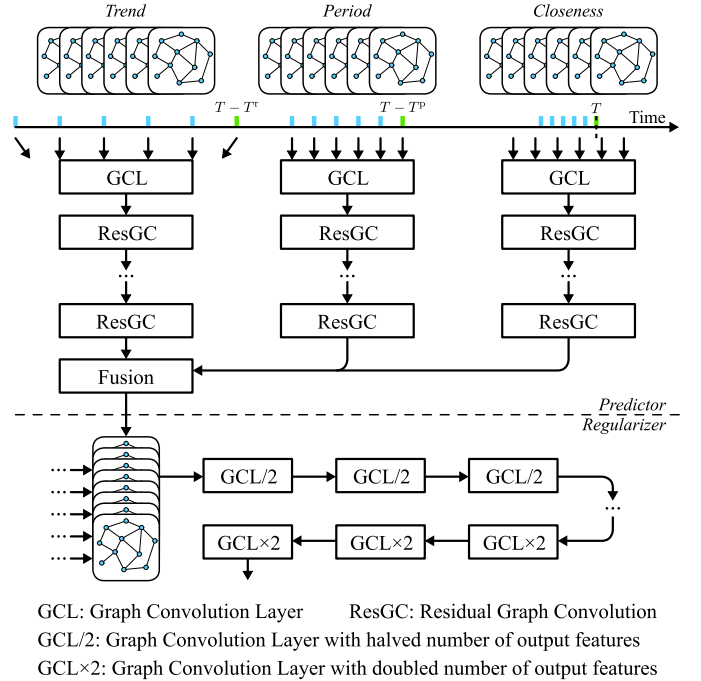 Trend Period Closeness
T − Tʳ T − Tᵖ T Time
GCL GCL GCL
ResGC ResGC ResGC
... ... ...
ResGC ResGC ResGC
Fusion
Predictor
Regularizer
... GCL/2 GCL/2 GCL/2
...
...
... ...
... GCL×2 GCL×2 GCL×2
GCL: Graph Convolution Layer ResGC: Residual Graph Convolution
GCL/2: Graph Convolution Layer with halved number of output features
GCL×2: Graph Convolution Layer with doubled number of output features